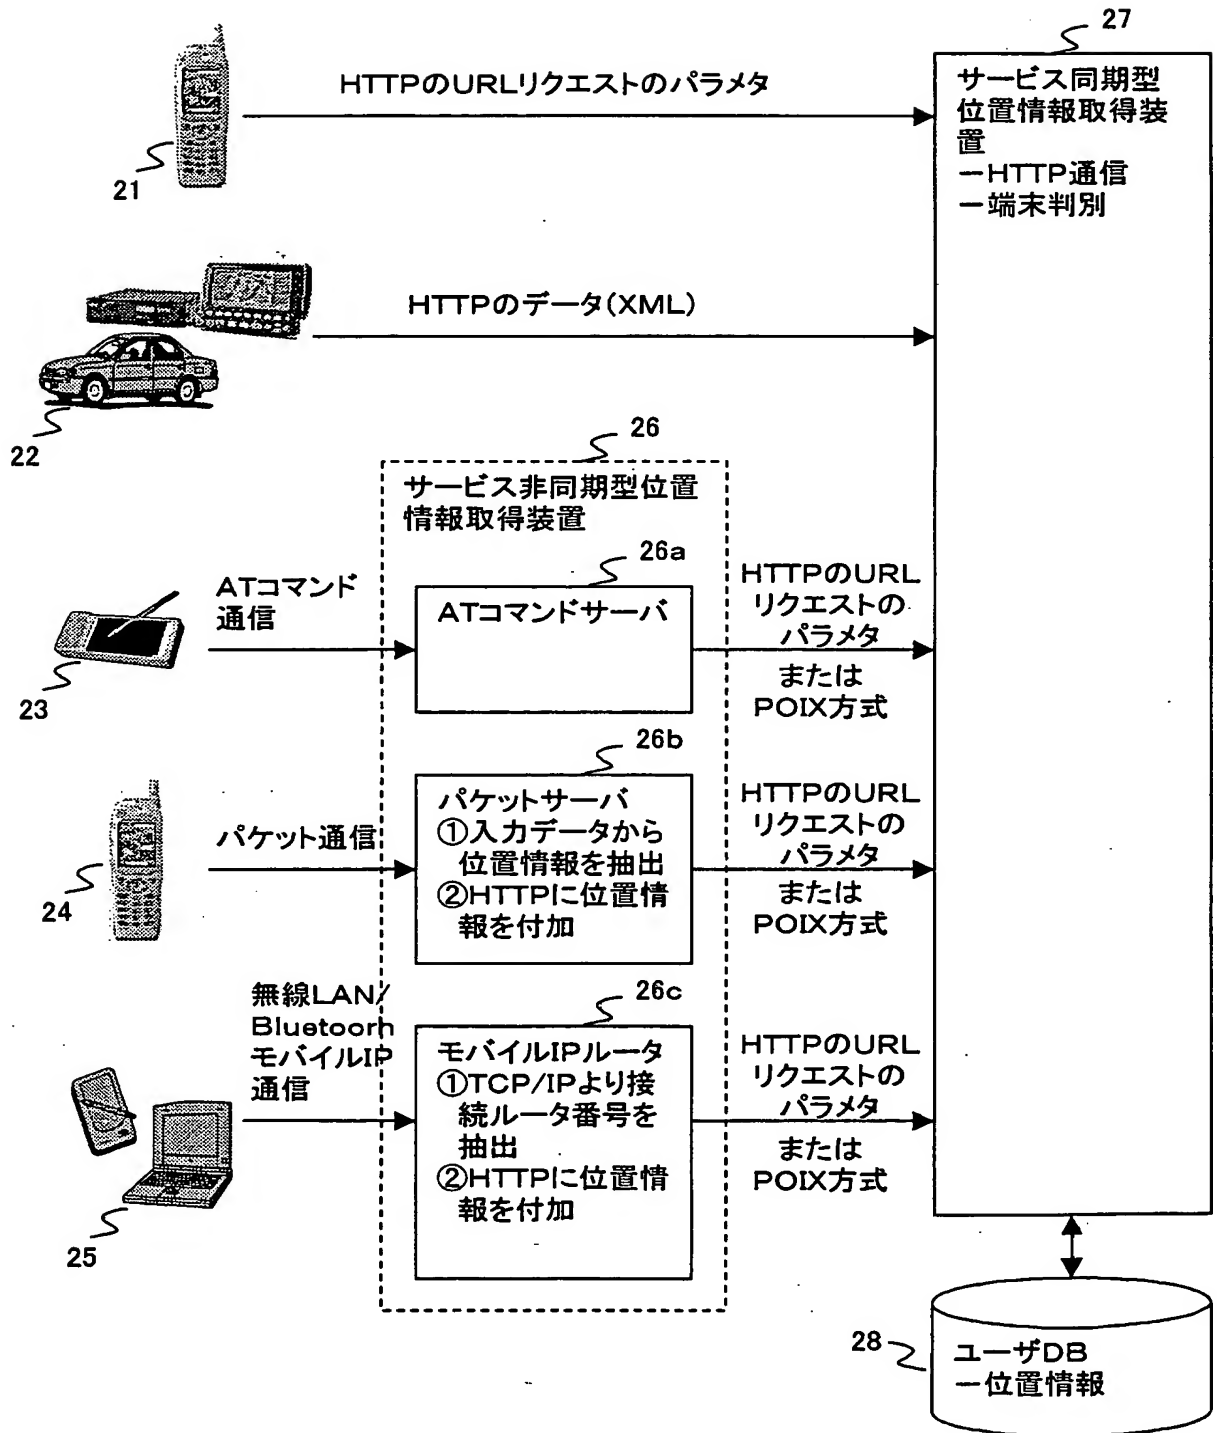 27
HTTPのURLリクエストのパラメタ
サービス同期型
位置情報取得装
置
ーHTTP通信
ー端末判別
21
HTTPのデータ(XML)
22
26
サービス非同期型位置
情報取得装置
26a
ATコマンド
通信
ATコマンドサーバ
HTTPのURL
リクエストの
パラメタ
または
POIX方式
23
26b
パケット通信
パケットサーバ
①入力データから
位置情報を抽出
②HTTPに位置情
報を付加
HTTPのURL
リクエストの
パラメタ
または
POIX方式
24
26c
無線LAN/
Bluetoorh
モバイルIP
通信
モバイルIPルータ
①TCP/IPより接
続ルータ番号を
抽出
②HTTPに位置情
報を付加
HTTPのURL
リクエストの
パラメタ
または
POIX方式
25
28
ユーザDB
ー位置情報